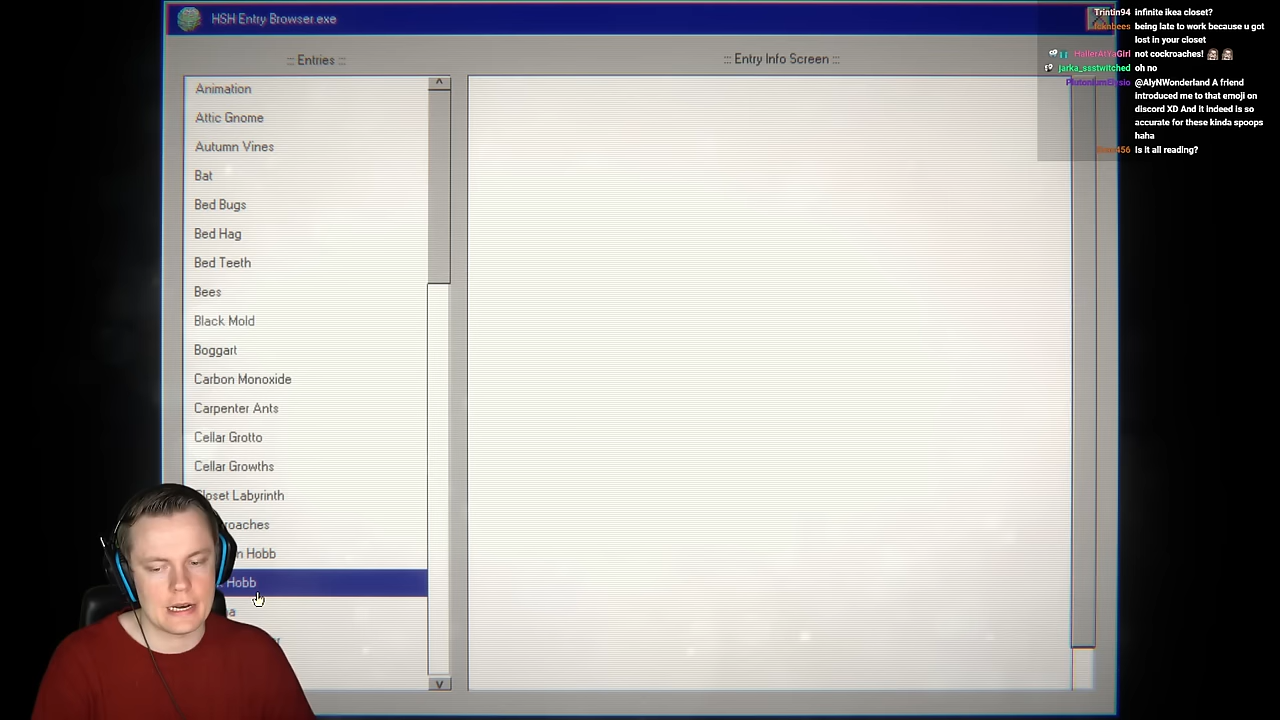 HSH Entry Browser.exe
::: Entries :::
::: Entry Info Screen :::
Animation
Attic Gnome
Autumn Vines
Bat
Bed Bugs
Bed Hag
Bed Teeth
Bees
Black Mold
Boggart
Carbon Monoxide
Carpenter Ants
Cellar Grotto
Cellar Growths
Closet Labyrinth
roaches
n Hobb
Hobb
Trintin94 infinite ikea closet?
being late to work because u got
lost in your closet
HollerAtYaGirl not cockroaches!
jarka_ssstwitched oh no
@AlyNWonderland A friend
introduced me to that emoji on
discord XD And it indeed is so
accurate for these kinda spoops
haha
Is it all reading?